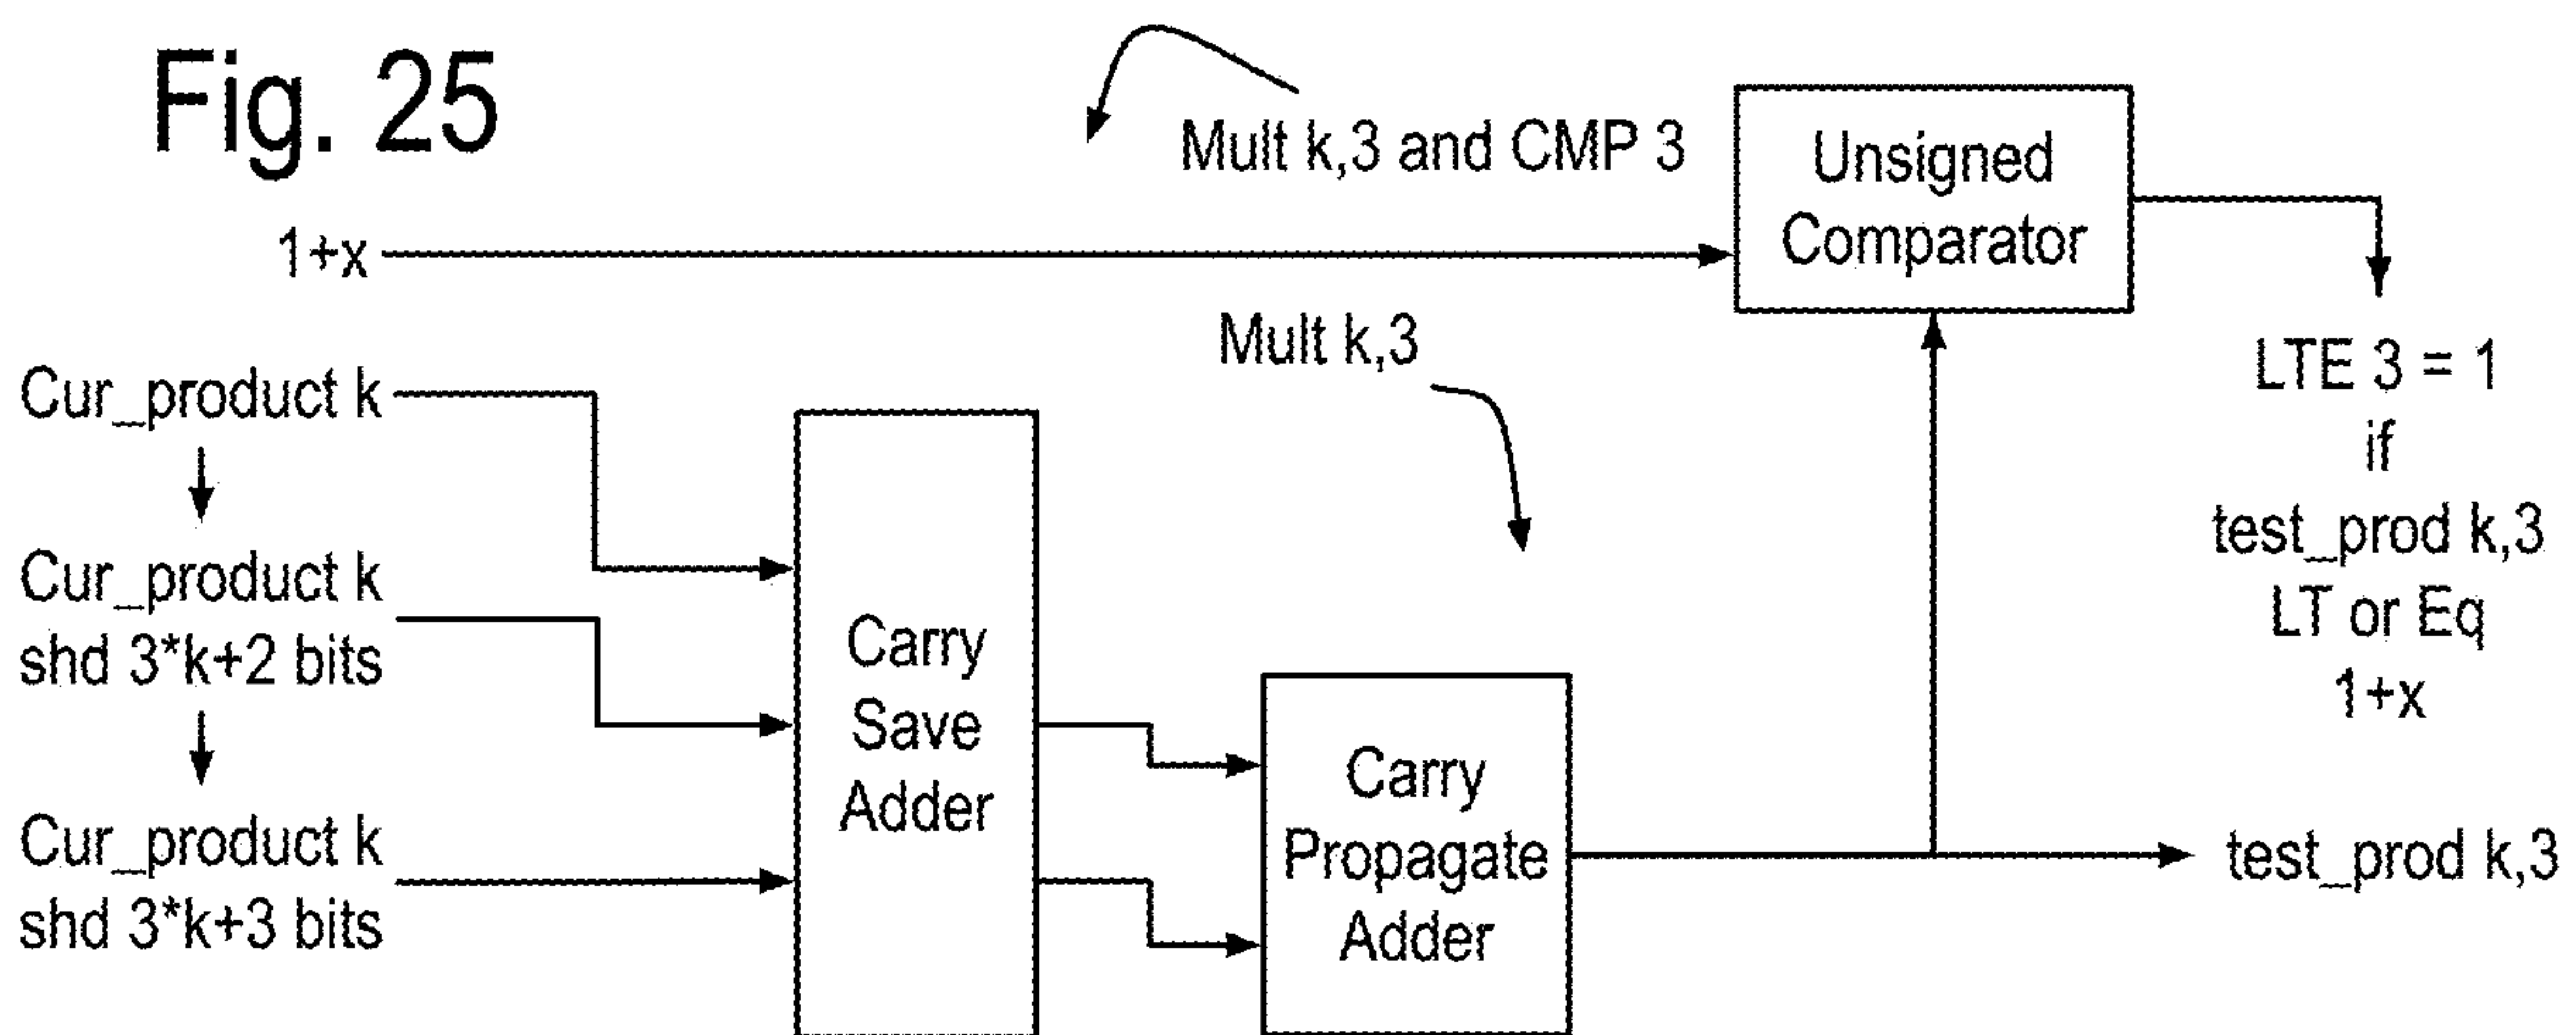 Fig. 25
Mult k,3 and CMP 3
Unsigned
Comparator
1+x
Mult k,3
Cur_product k
Cur_product k
shd 3*k+2 bits
Cur_product k
shd 3*k+3 bits
Carry
Save
Adder
Carry
Propagate
Adder
LTE 3 = 1
if
test_prod k,3
LT or Eq
1+x
test_prod k,3